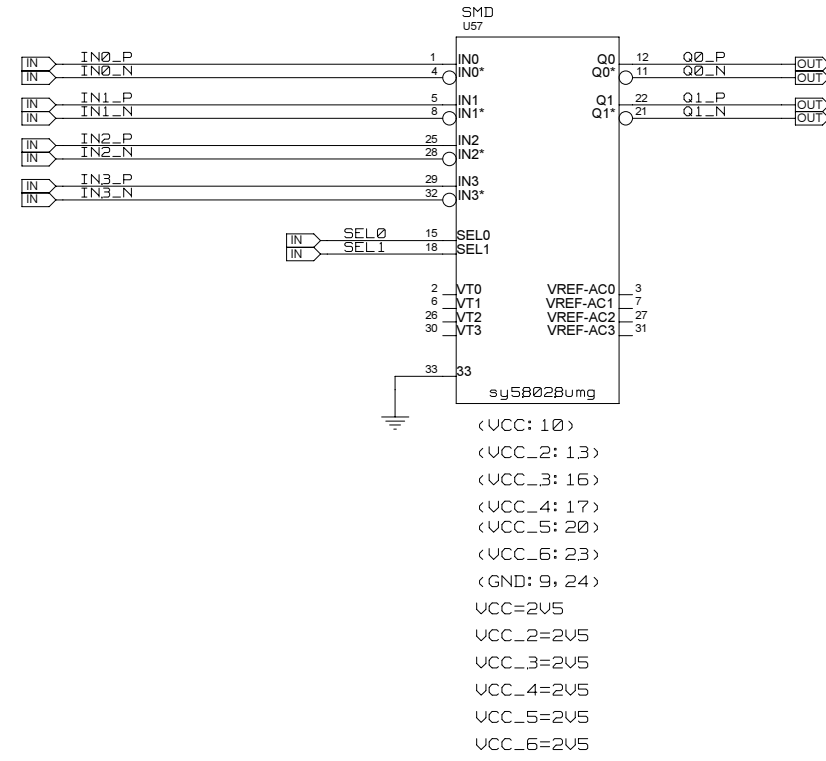 SMD
U57
IN IN0_P 1 IN0 Q0 12 Q0_P OUT
IN IN0_N 4 IN0* Q0* 11 Q0_N OUT
IN IN1_P 5 IN1 Q1 22 Q1_P OUT
IN IN1_N 8 IN1* Q1* 21 Q1_N OUT
IN IN2_P 25 IN2
IN IN2_N 28 IN2*
IN IN3_P 29 IN3
IN IN3_N 32 IN3*
IN SEL0 15 SEL0
IN SEL1 18 SEL1
2 VT0 VREF-AC0 3
6 VT1 VREF-AC1 7
26 VT2 VREF-AC2 27
30 VT3 VREF-AC3 31
33 33
sy58028umg
(VCC:10)
(VCC_2:13)
(VCC_3:16)
(VCC_4:17)
(VCC_5:20)
(VCC_6:23)
(GND:9,24)
VCC=2V5
VCC_2=2V5
VCC_3=2V5
VCC_4=2V5
VCC_5=2V5
VCC_6=2V5